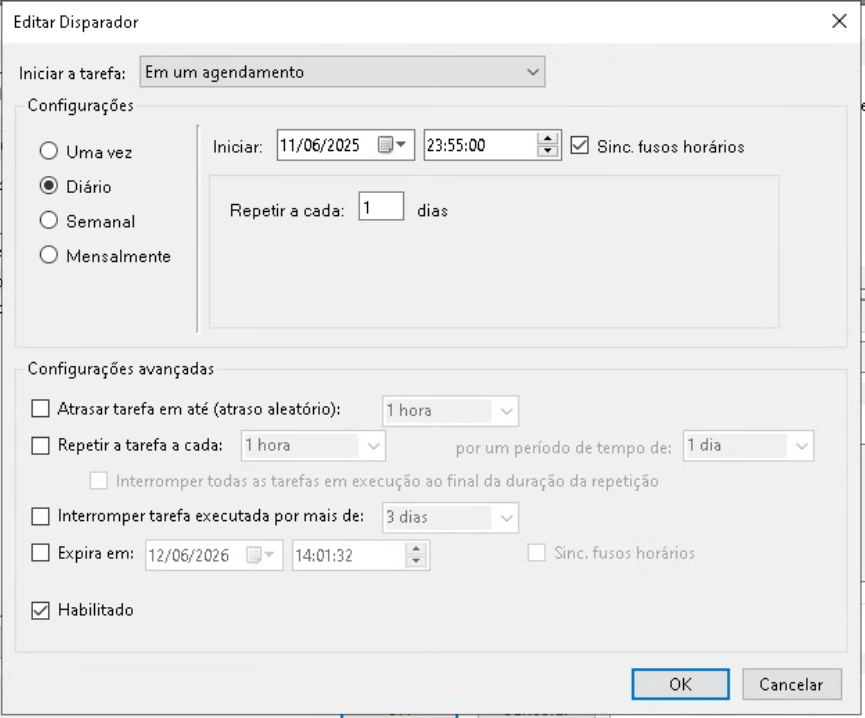 Editar Disparador
Iniciar a tarefa: Em um agendamento
Configurações
Uma vez
Diário
Semanal
Mensalmente
Iniciar: 11/06/2025 23:55:00 Sinc. fusos horários
Repetir a cada: 1 dias
Configurações avançadas
Atrasar tarefa em até (atraso aleatório): 1 hora
Repetir a tarefa a cada: 1 hora por um período de tempo de: 1 dia
Interromper todas as tarefas em execução ao final da duração da repetição
Interromper tarefa executada por mais de: 3 dias
Expira em: 12/06/2026 14:01:32 Sinc. fusos horários
Habilitado
OK Cancelar